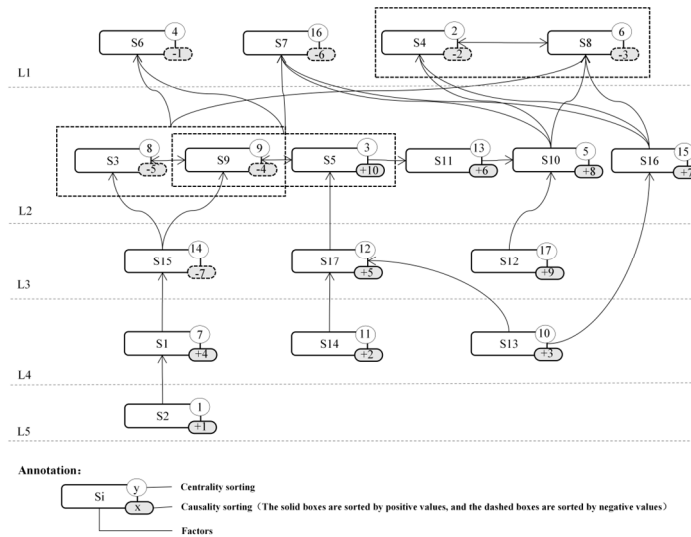 4
16
2
6
S6
S7
S4
S8
-1
-6
-2
-3
L1
8
9
3
13
5
15
S3
S9
S5
S11
S10
S16
-5
-4
+10
+6
+8
+7
L2
14
12
17
S15
S17
S12
-7
+5
+9
L3
7
11
10
S1
S14
S13
+4
+2
+3
L4
1
S2
+1
L5
Annotation:
y
Centrality sorting
Si
x
Causality sorting（The solid boxes are sorted by positive values, and the dashed boxes are sorted by negative values）
Factors